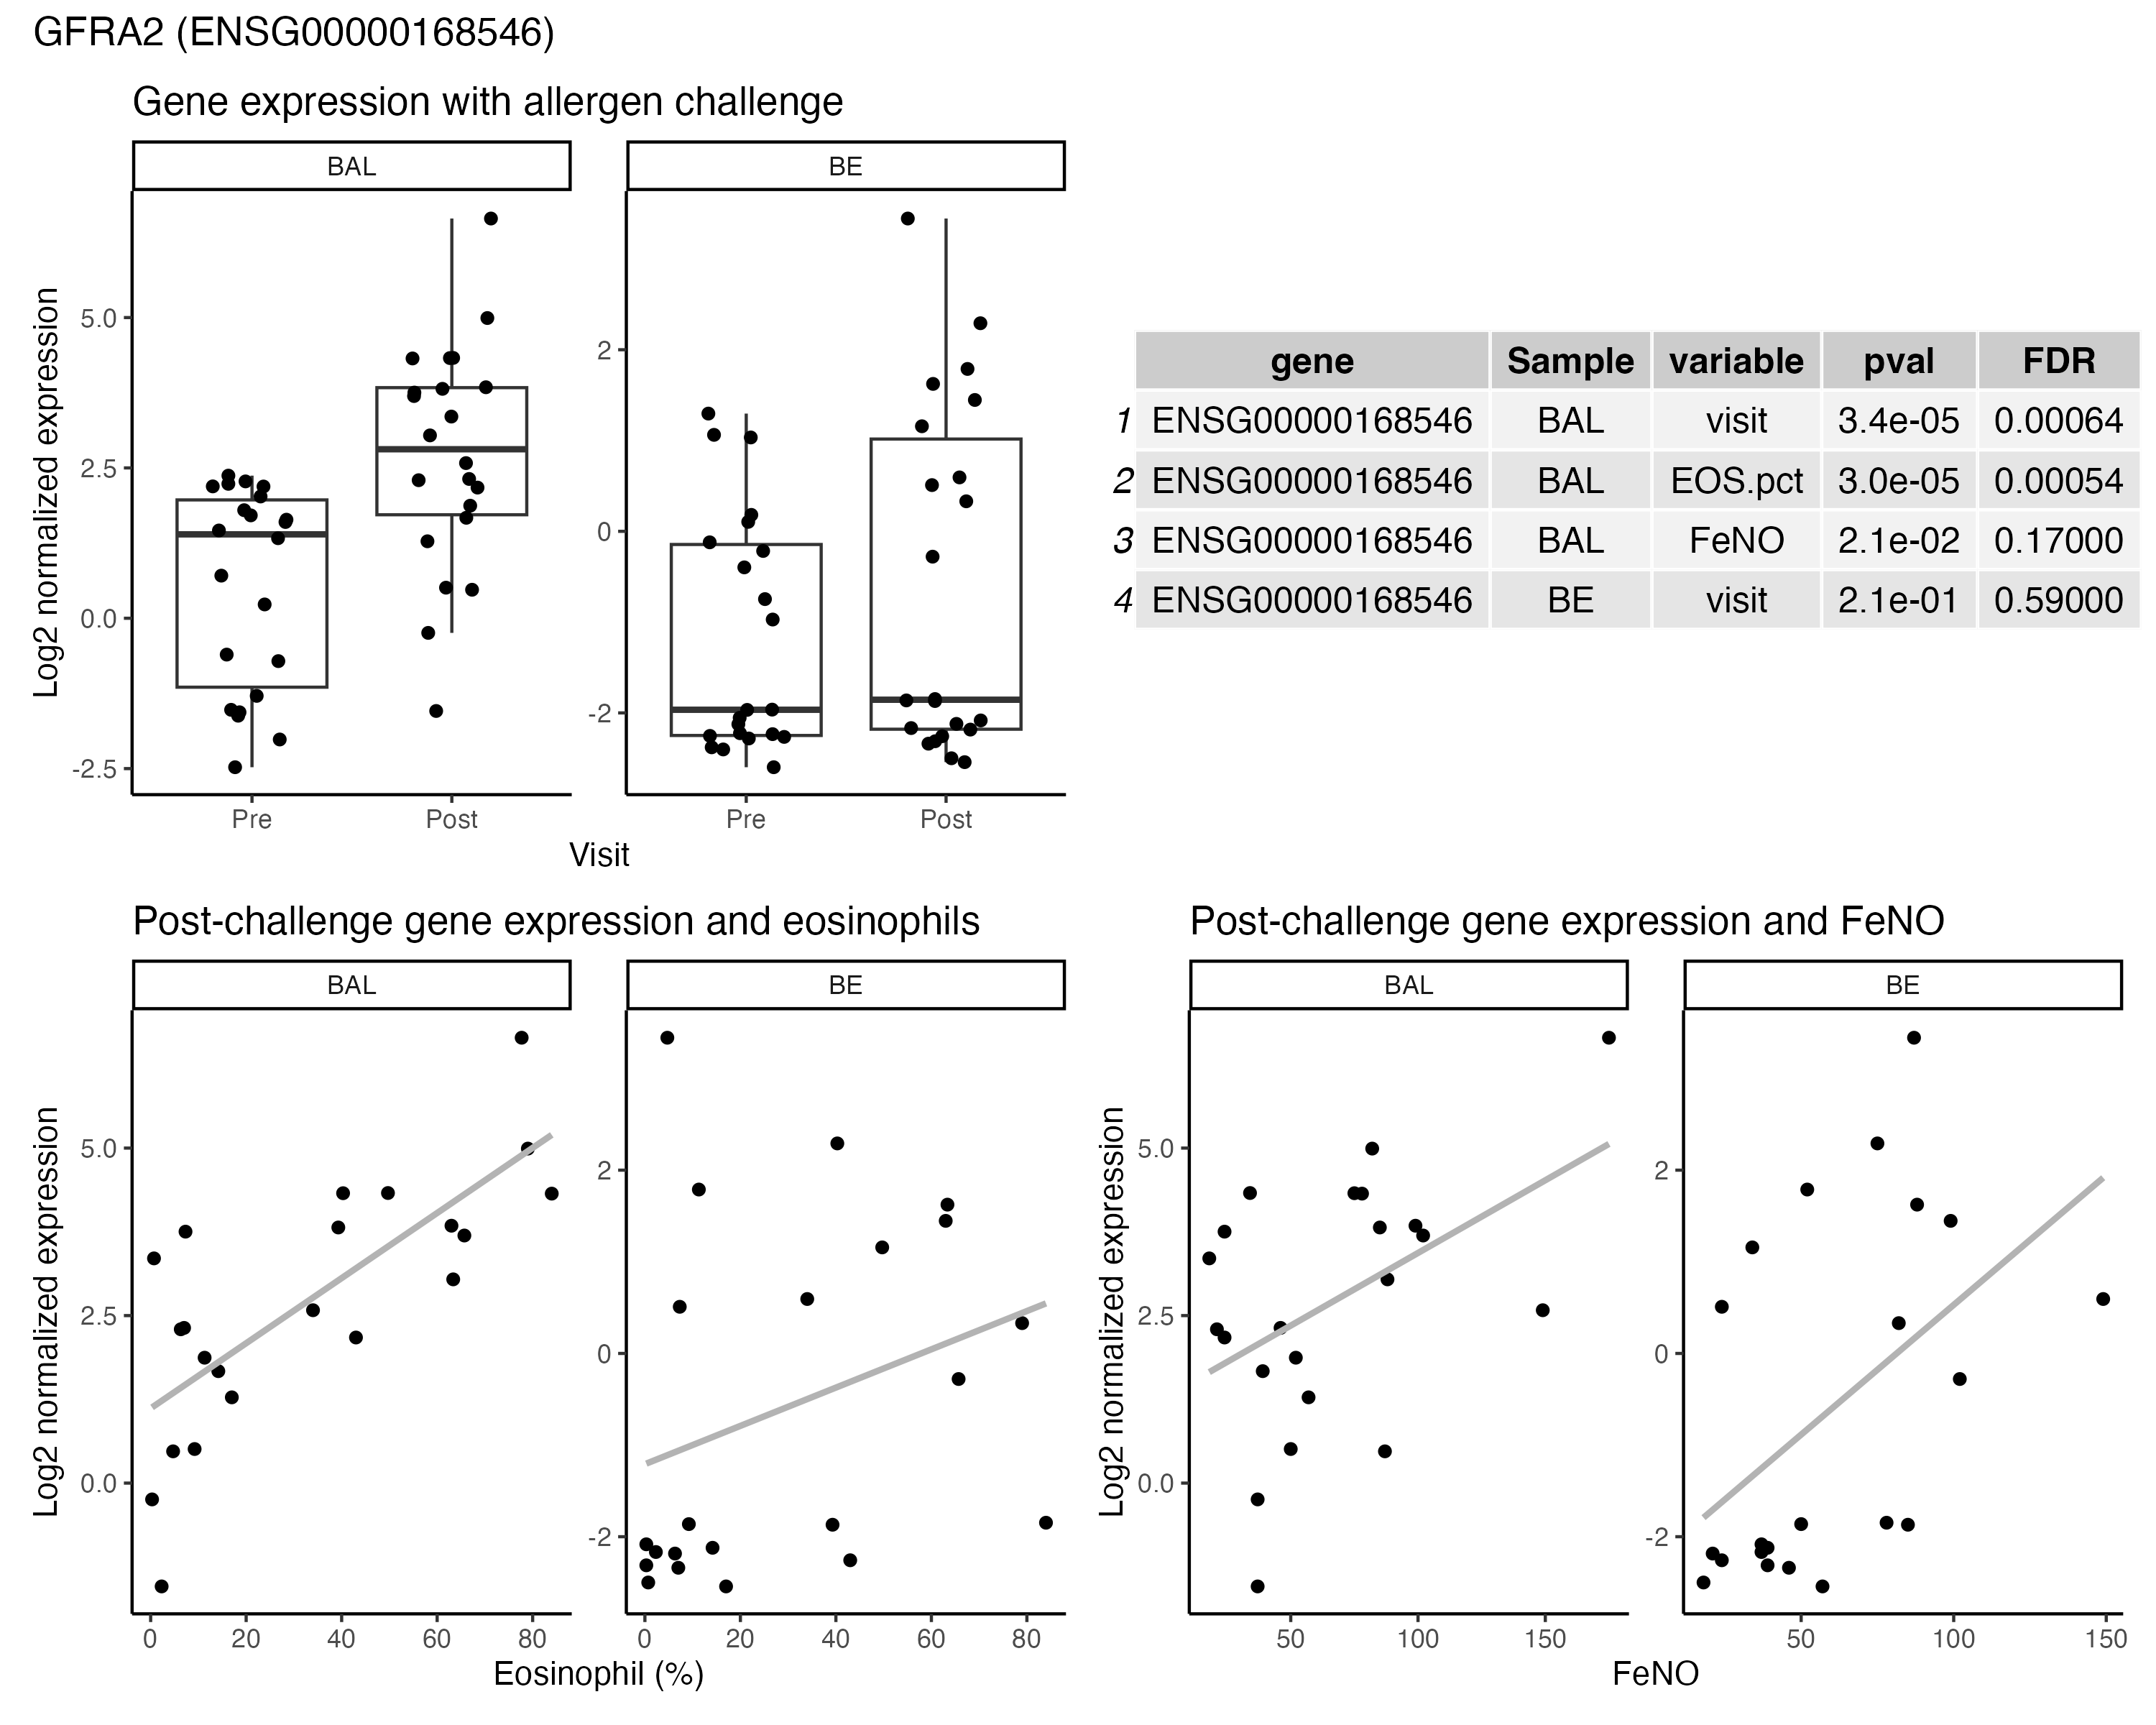 GFRA2 (ENSG00000168546)
Gene expression with allergen challenge
BAL
BE
Log2 normalized expression
5.0
2.5
0.0
-2.5
2
0
-2
Pre
Post
Pre
Post
Visit
gene Sample variable pval FDR
1 ENSG00000168546 BAL visit 3.4e-05 0.00064
2 ENSG00000168546 BAL EOS.pct 3.0e-05 0.00054
3 ENSG00000168546 BAL FeNO 2.1e-02 0.17000
4 ENSG00000168546 BE visit 2.1e-01 0.59000
Post-challenge gene expression and eosinophils
BAL
BE
Log2 normalized expression
5.0
2.5
0.0
2
0
-2
0 20 40 60 80
0 20 40 60 80
Eosinophil (%)
Post-challenge gene expression and FeNO
BAL
BE
Log2 normalized expression
5.0
2.5
0.0
2
0
-2
50 100 150
50 100 150
FeNO